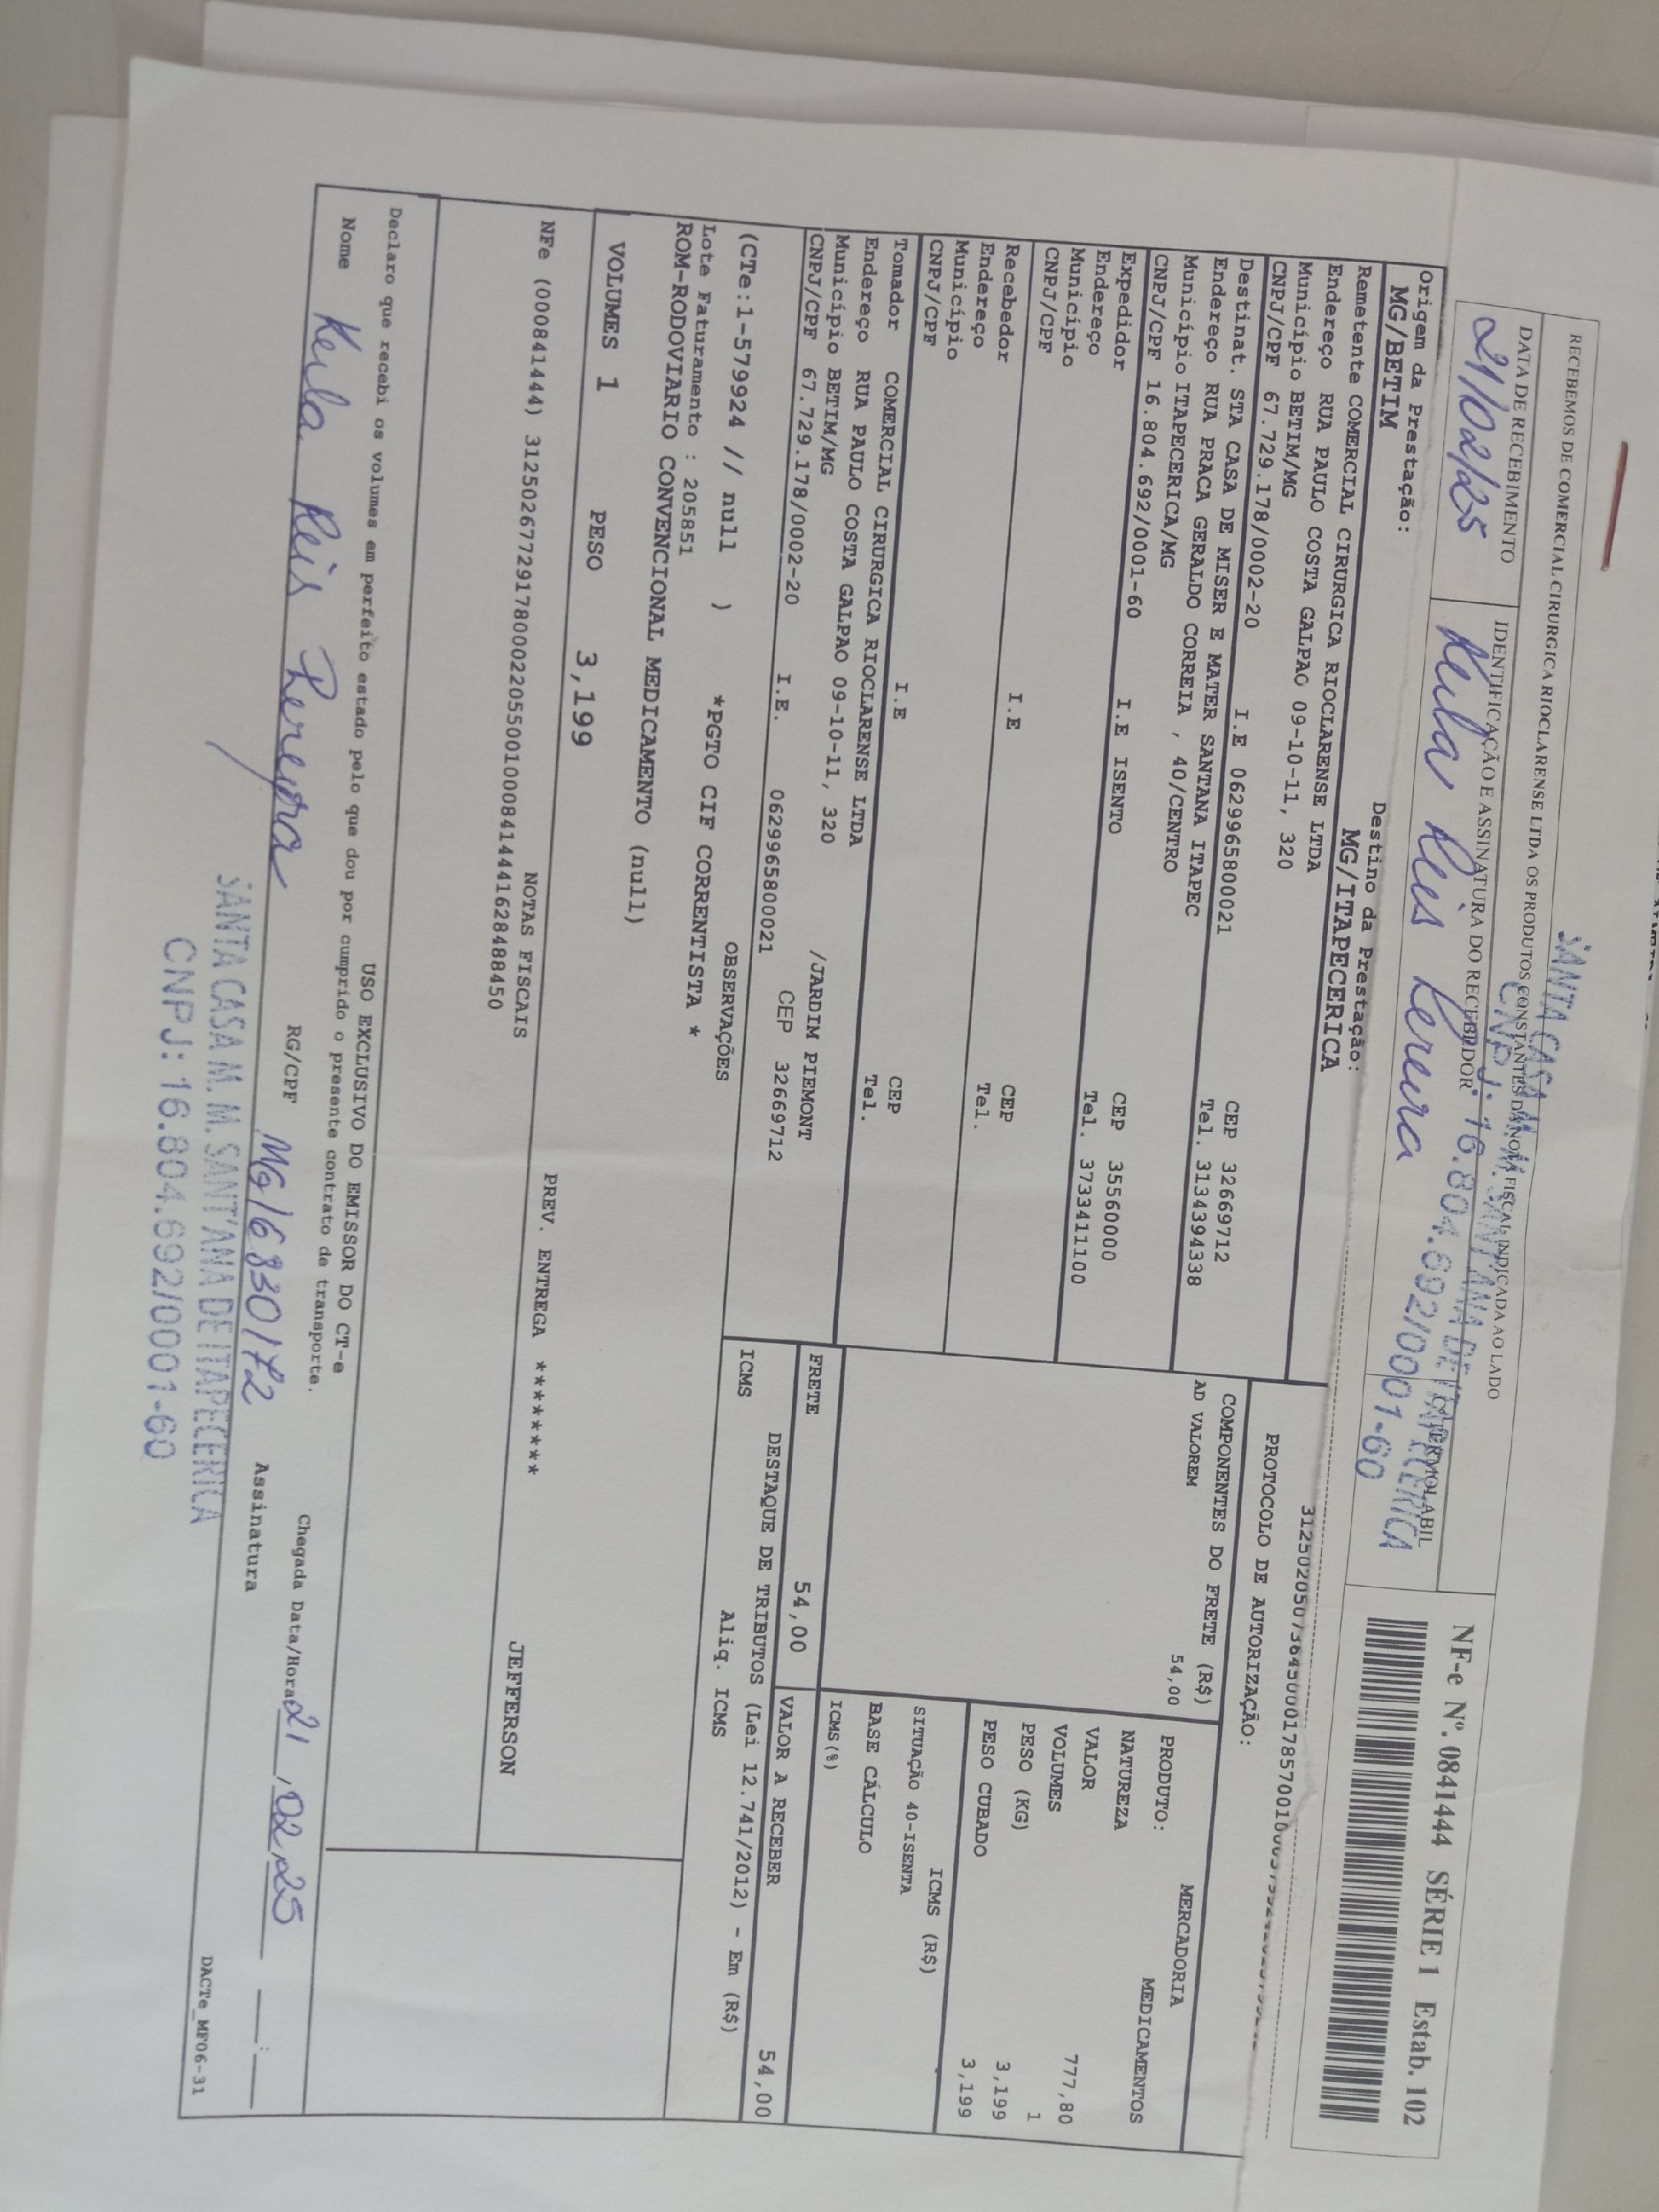 RECEBEMOS DE COMERCIAL CIRURGICA RIOCLARENSE LTDA OS PRODUTOS CONSTANTES DA NOTA FISCAL INDICADA AO LADO
DATA DE RECEBIMENTO
IDENTIFICAÇÃO E ASSINATURA DO RECEBEDOR
TERMOLABIL
21/02/25
Keila Reis Pereira
SANTA CASA M. M. SANT'ANA DE ITAPECERICA
CNPJ: 16.804.692/0001-60
NF-e Nº. 0841444 SÉRIE 1 Estab. 102
Origem da Prestação:
MG/BETIM
Destino da Prestação:
MG/ITAPECERICA
PROTOCOLO DE AUTORIZAÇÃO:
Remetente COMERCIAL CIRURGICA RIOCLARENSE LTDA
Endereço RUA PAULO COSTA GALPAO 09-10-11, 320
Município BETIM/MG CEP 32669712
CNPJ/CPF 67.729.178/0002-20 I.E 0629965800021 Tel. 3134394338
Destinat. STA CASA DE MISER E MATER SANTANA ITAPEC
Endereço RUA PRACA GERALDO CORREIA , 40/CENTRO
Município ITAPECERICA/MG CEP 35560000
CNPJ/CPF 16.804.692/0001-60 I.E ISENTO Tel. 3733411100
Expedidor
Endereço
Município CEP
CNPJ/CPF I.E Tel.
Recebedor
Endereço
Município CEP
CNPJ/CPF I.E Tel.
Tomador COMERCIAL CIRURGICA RIOCLARENSE LTDA
Endereço RUA PAULO COSTA GALPAO 09-10-11, 320 /JARDIM PIEMONT
Município BETIM/MG
CNPJ/CPF 67.729.178/0002-20 I.E. 0629965800021 CEP 32669712
COMPONENTES DO FRETE (R$)
AD VALOREM 54,00
FRETE 54,00
PRODUTO: MERCADORIA
NATUREZA MEDICAMENTOS
VALOR 777,80
VOLUMES 1
PESO (KG) 3,199
PESO CUBADO 3,199
ICMS (R$)
SITUAÇÃO 40-ISENTA
BASE CÁLCULO
ICMS(%)
VALOR A RECEBER 54,00
OBSERVAÇÕES
(CTe:1-579924 // null ) *PGTO CIF CORRENTISTA *
Lote Faturamento : 205851
ROM-RODOVIARIO CONVENCIONAL MEDICAMENTO (null)
DESTAQUE DE TRIBUTOS (Lei 12.741/2012) - Em (R$)
ICMS Aliq. ICMS
VOLUMES 1 PESO 3,199
NOTAS FISCAIS
NFe (000841444) 31250267729178000220550010008414441628488450
PREV. ENTREGA ********
JEFFERSON
USO EXCLUSIVO DO EMISSOR DO CT-e
Declaro que recebi os volumes em perfeito estado pelo que dou por cumprido o presente contrato de transporte.
Nome Keila Reis Pereira RG/CPF MG16830172 Assinatura
Chegada Data/Hora 21,02,25 :
SANTA CASA M. M. SANT'ANA DE ITAPECERICA
CNPJ: 16.804.692/0001-60
DACTe_MF06-31